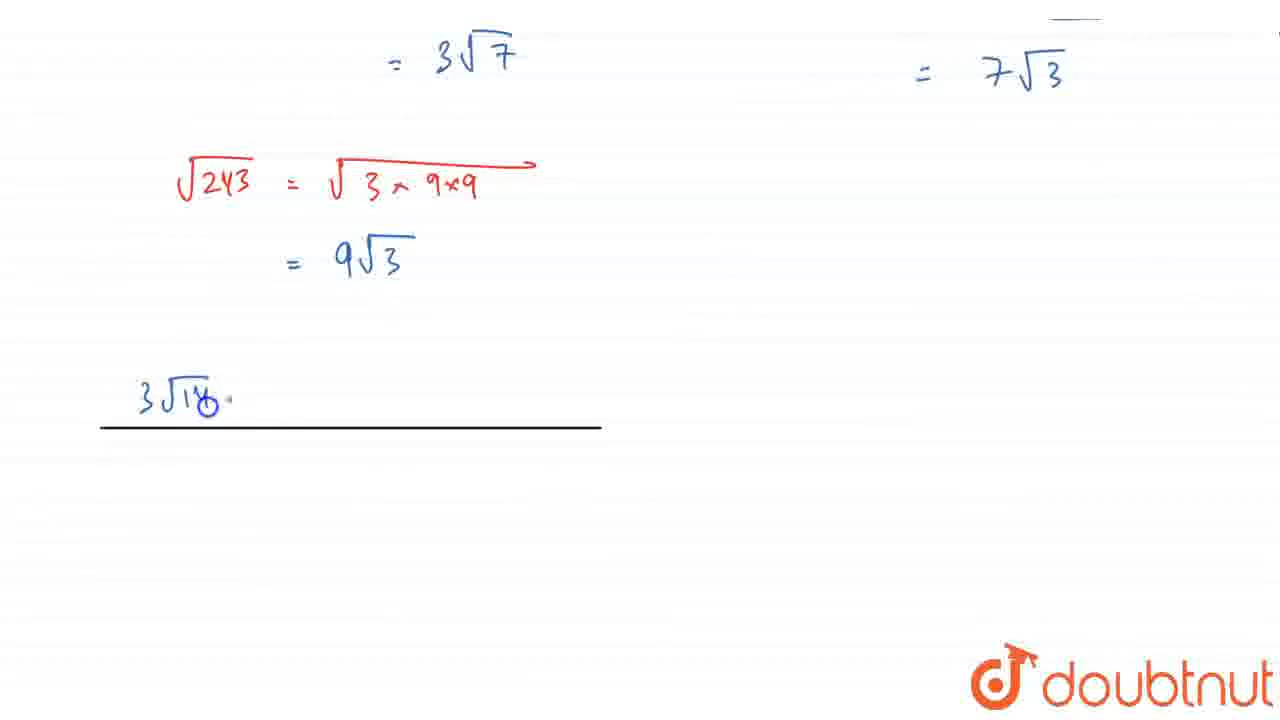 = 3√7
= 7√3
√243 = √3 × 9×9
= 9√3
3√14
doubtnut